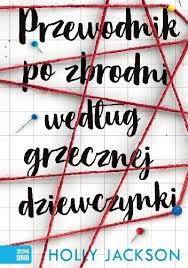 Przewodnik
po zbrodni
według
grzecznej
dziewczynki
HOLLY JACKSON